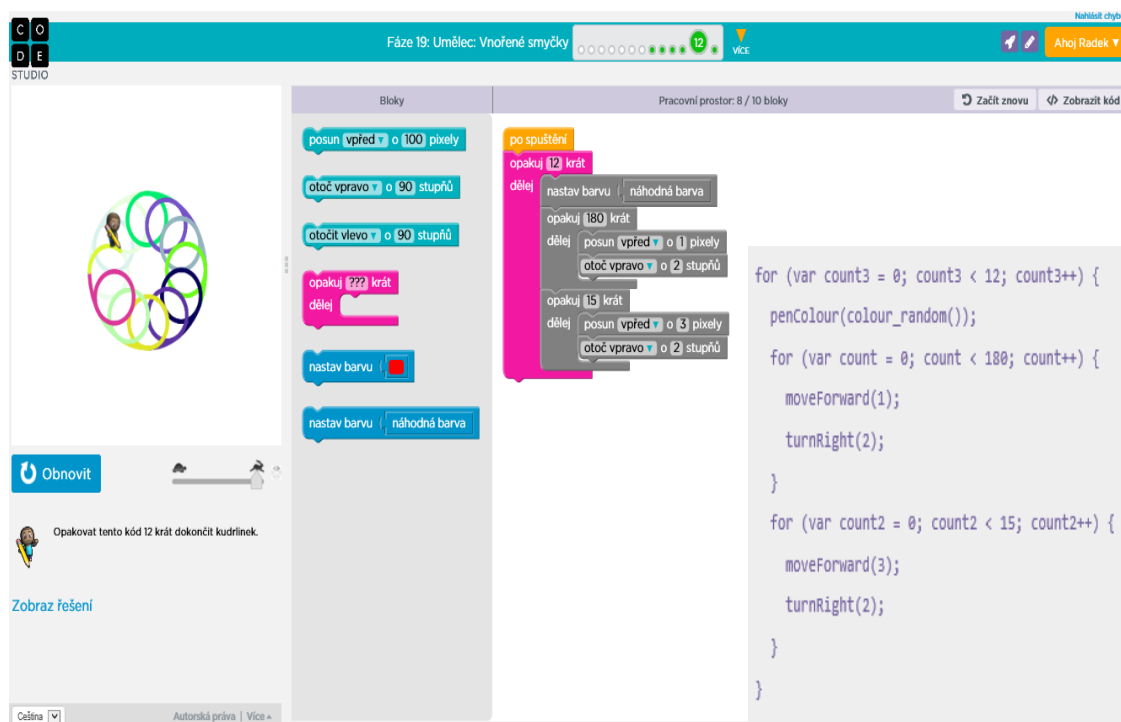 Nahlásit chyb
C O
D E
STUDIO
Fáze 19: Umělec: Vnořené smyčky
12
VÍCE
Ahoj Radek
Bloky
Pracovní prostor: 8 / 10 bloky
Začít znovu
</> Zobrazit kód
posun vpřed o 100 pixely
otoč vpravo o 90 stupňů
otočit vlevo o 90 stupňů
opakuj ??? krát
dělej
nastav barvu
nastav barvu náhodná barva
po spuštění
opakuj 12 krát
dělej
nastav barvu náhodná barva
opakuj 180 krát
dělej
posun vpřed o 1 pixely
otoč vpravo o 2 stupňů
opakuj 15 krát
dělej
posun vpřed o 3 pixely
otoč vpravo o 2 stupňů
for (var count3 = 0; count3 < 12; count3++) {
penColour(colour_random());
for (var count = 0; count < 180; count++) {
moveForward(1);
turnRight(2);
}
for (var count2 = 0; count2 < 15; count2++) {
moveForward(3);
turnRight(2);
}
}
Obnovit
Opakovat tento kód 12 krát dokončit kudrlinek.
Zobraz řešení
Čeština
Autorská práva | Více